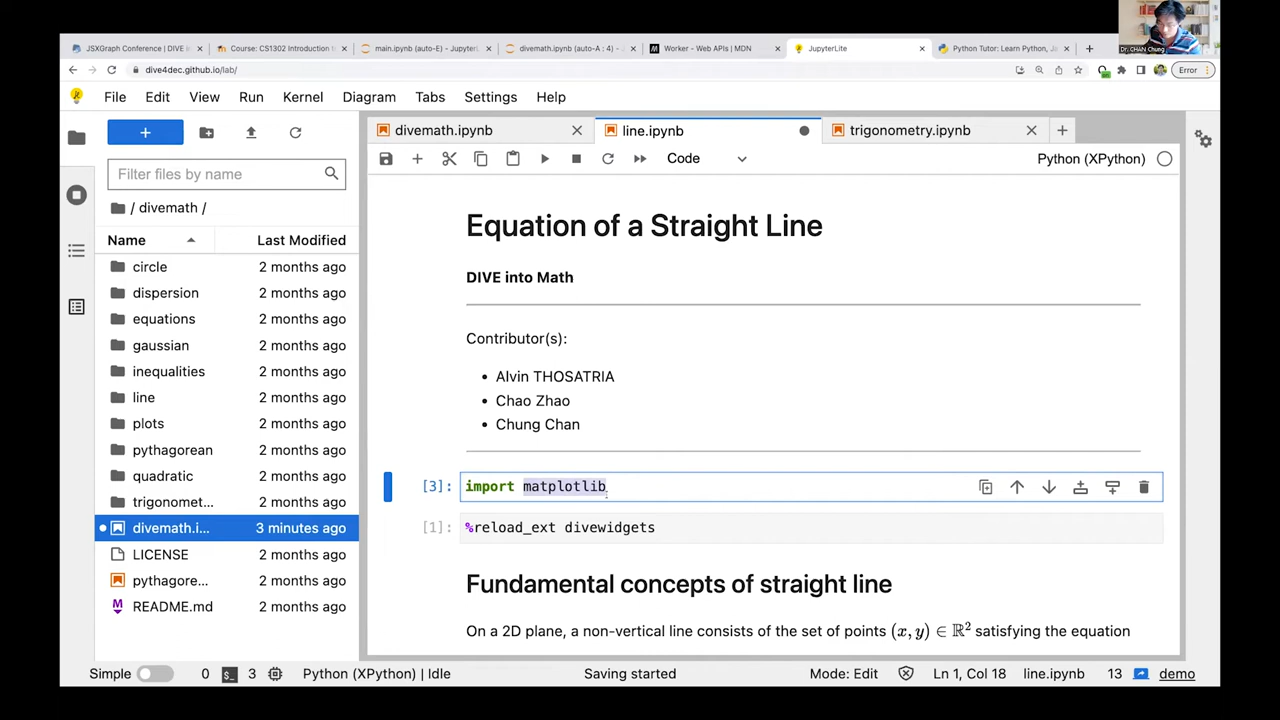 Dr. CHAN Chung
JSXGraph Conference | DIVE
Course: CS1302 Introduction t
main.ipynb (auto-E) - JupyterL
divemath.ipynb (auto-A : 4) -
Worker - Web APIs | MDN
JupyterLite
Python Tutor: Learn Python, J
dive4dec.github.io/lab/
Error
File Edit View Run Kernel Diagram Tabs Settings Help
divemath.ipynb
line.ipynb
trigonometry.ipynb
Code
Python (XPython)
Filter files by name
/ divemath /
Name Last Modified
circle 2 months ago
dispersion 2 months ago
equations 2 months ago
gaussian 2 months ago
inequalities 2 months ago
line 2 months ago
plots 2 months ago
pythagorean 2 months ago
quadratic 2 months ago
trigonomet... 2 months ago
divemath.i... 3 minutes ago
LICENSE 2 months ago
pythagore... 2 months ago
README.md 2 months ago
Equation of a Straight Line
DIVE into Math
Contributor(s):
• Alvin THOSATRIA
• Chao Zhao
• Chung Chan
[3]: import matplotlib
[1]: %reload_ext divewidgets
Fundamental concepts of straight line
On a 2D plane, a non-vertical line consists of the set of points (x, y) ∈ ℝ² satisfying the equation
Simple 0 3 Python (XPython) | Idle Saving started Mode: Edit Ln 1, Col 18 line.ipynb 13 demo